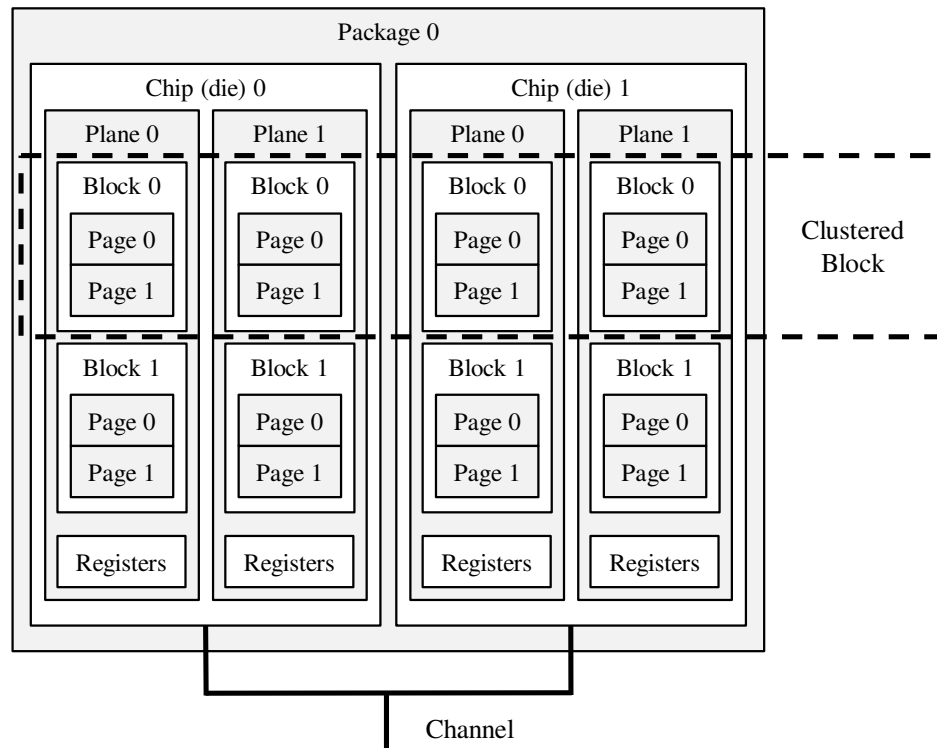 Package 0
Chip (die) 0
Chip (die) 1
Plane 0
Plane 1
Plane 0
Plane 1
Block 0
Block 0
Block 0
Block 0
Page 0
Page 0
Page 0
Page 0
Page 1
Page 1
Page 1
Page 1
Clustered
Block
Block 1
Block 1
Block 1
Block 1
Page 0
Page 0
Page 0
Page 0
Page 1
Page 1
Page 1
Page 1
Registers
Registers
Registers
Registers
Channel